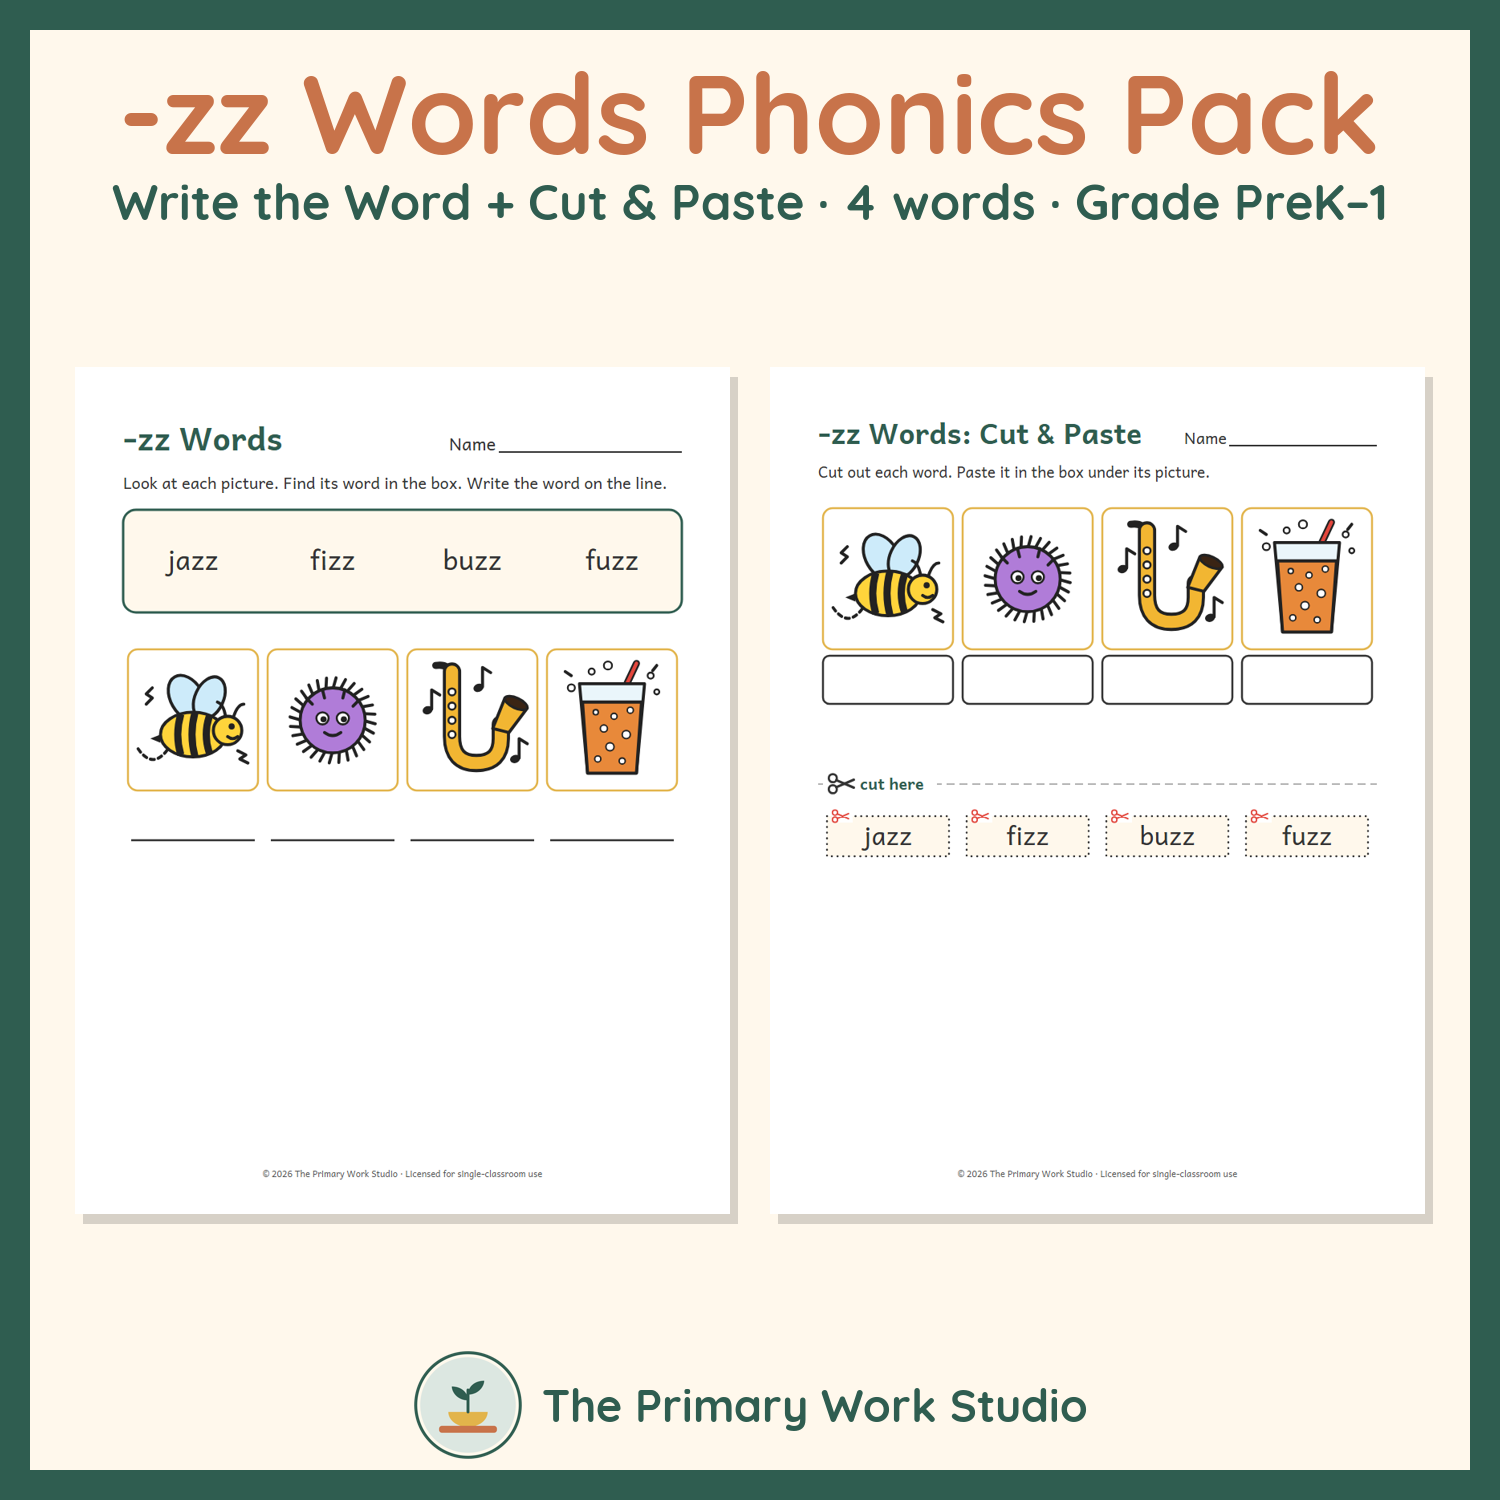 -zz Words Phonics Pack
Write the Word + Cut & Paste · 4 words · Grade PreK–1
-zz Words
Name
Look at each picture. Find its word in the box. Write the word on the line.
jazz fizz buzz fuzz
© 2026 The Primary Work Studio · Licensed for single-classroom use
-zz Words: Cut & Paste
Name
Cut out each word. Paste it in the box under its picture.
cut here
jazz fizz buzz fuzz
© 2026 The Primary Work Studio · Licensed for single-classroom use
The Primary Work Studio